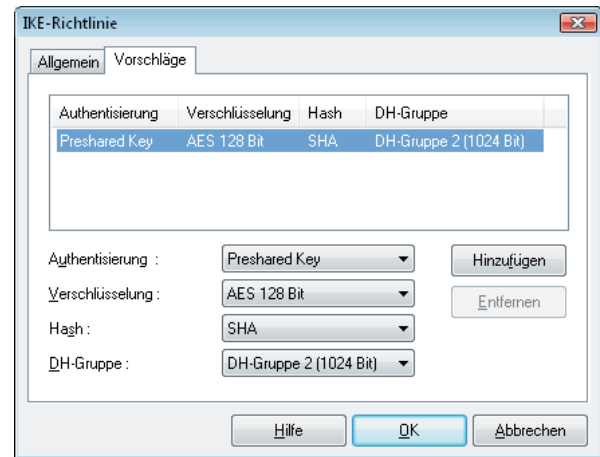 IKE-Richtlinie
Allgemein Vorschläge
Authentisierung Verschlüsselung Hash DH-Gruppe
Preshared Key AES 128 Bit SHA DH-Gruppe 2 (1024 Bit)
Authentisierung : Preshared Key Hinzufügen
Verschlüsselung : AES 128 Bit Entfernen
Hash : SHA
DH-Gruppe : DH-Gruppe 2 (1024 Bit)
Hilfe OK Abbrechen